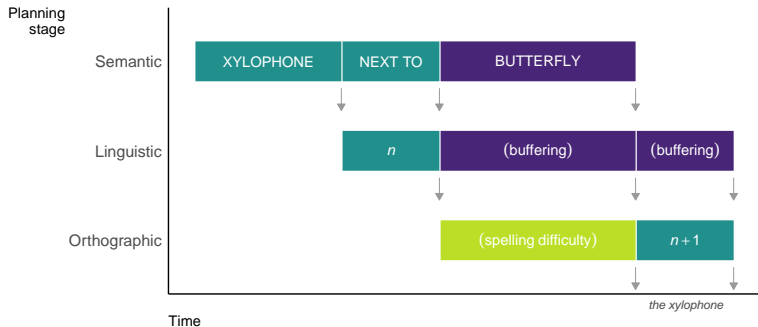 Planning
stage
Semantic
XYLOPHONE
NEXT TO
BUTTERFLY
Linguistic
n
(buffering)
(buffering)
Orthographic
(spelling difficulty)
n + 1
the xylophone
Time